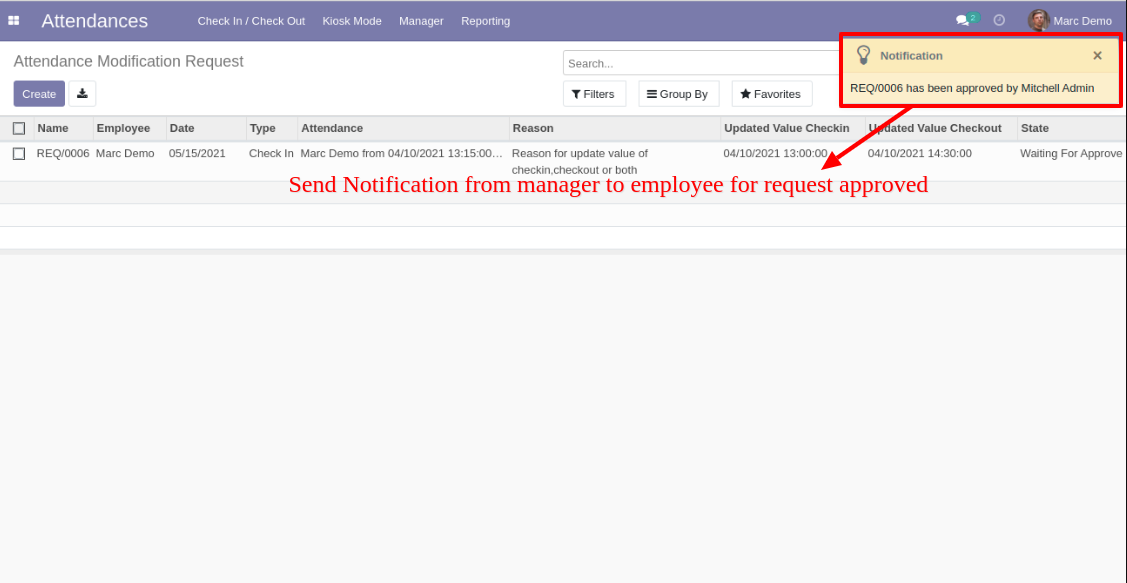 Attendances Check In / Check Out Kiosk Mode Manager Reporting 2 Marc Demo
Attendance Modification Request
Search...
Notification ×
Create
Filters Group By Favorites
REQ/0006 has been approved by Mitchell Admin
Name Employee Date Type Attendance Reason Updated Value Checkin Updated Value Checkout State
REQ/0006 Marc Demo 05/15/2021 Check In Marc Demo from 04/10/2021 13:15:00... Reason for update value of 04/10/2021 13:00:00 04/10/2021 14:30:00 Waiting For Approve
checkin,checkout or both
Send Notification from manager to employee for request approved